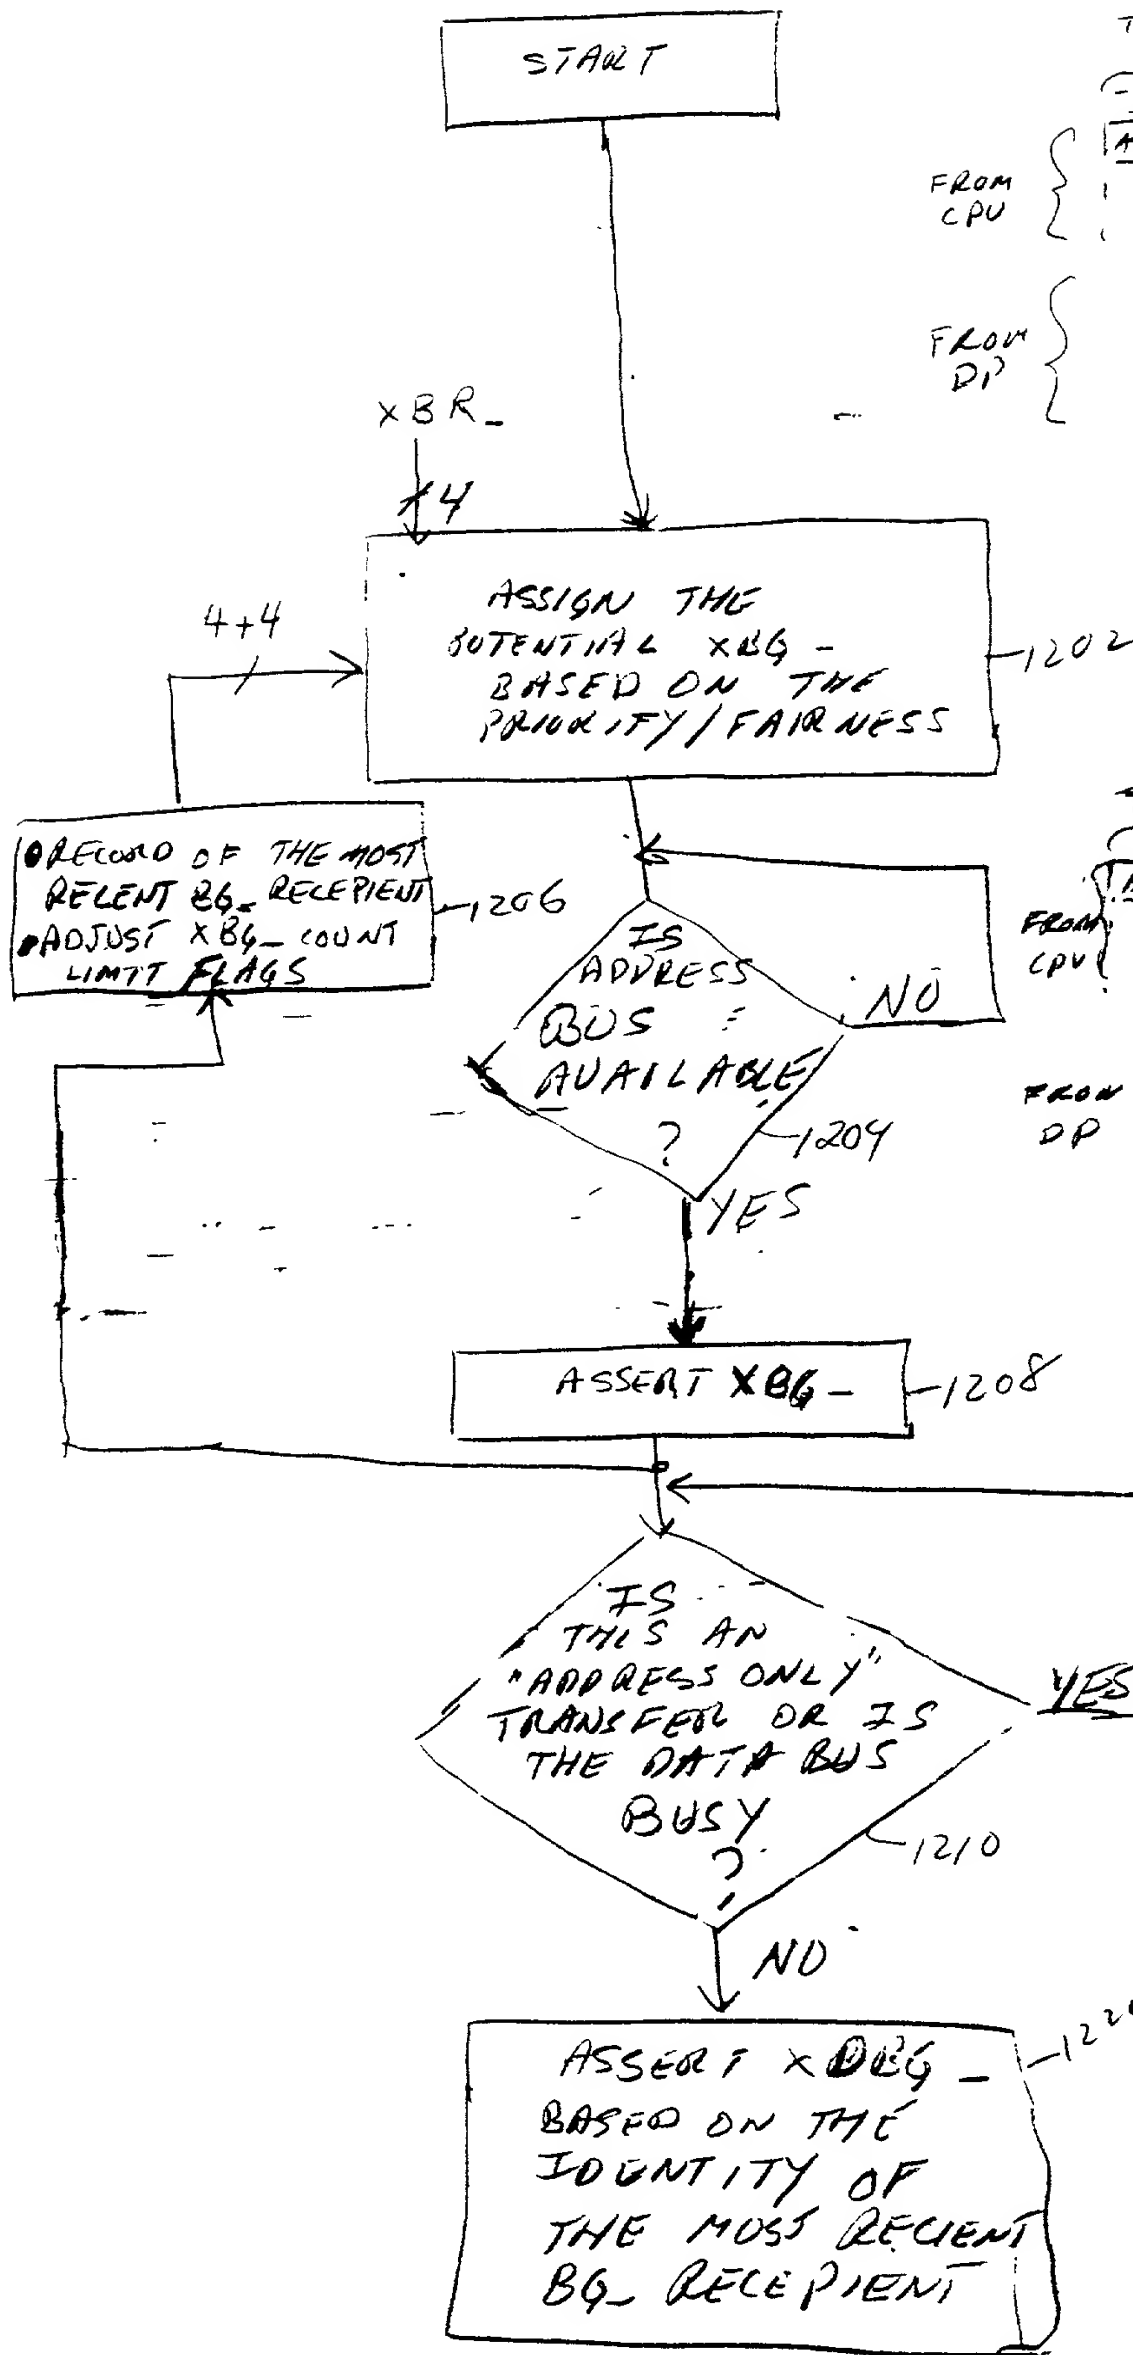 START
FROM
CPU
FROM
DP
XBR_
4
4+4
ASSIGN THE
POTENTIAL XBG_
BASED ON THE
PRIORITY/FAIRNESS
1202
•RECORD OF THE MOST
RECENT BG_ RECEPIENT
•ADJUST XBG_ COUNT
LIMIT FLAGS
1206
IS
ADDRESS
BUS
AVAILABLE
?
NO
1204
YES
FROM
CPU
FROM
DP
ASSERT XBG_
1208
IS
THIS AN
"ADDRESS ONLY"
TRANSFER OR IS
THE DATA BUS
BUSY
?
YES
1210
NO
ASSERT XDBG_
BASED ON THE
IDENTITY OF
THE MOST RECIENT
BG_ RECEPIENT